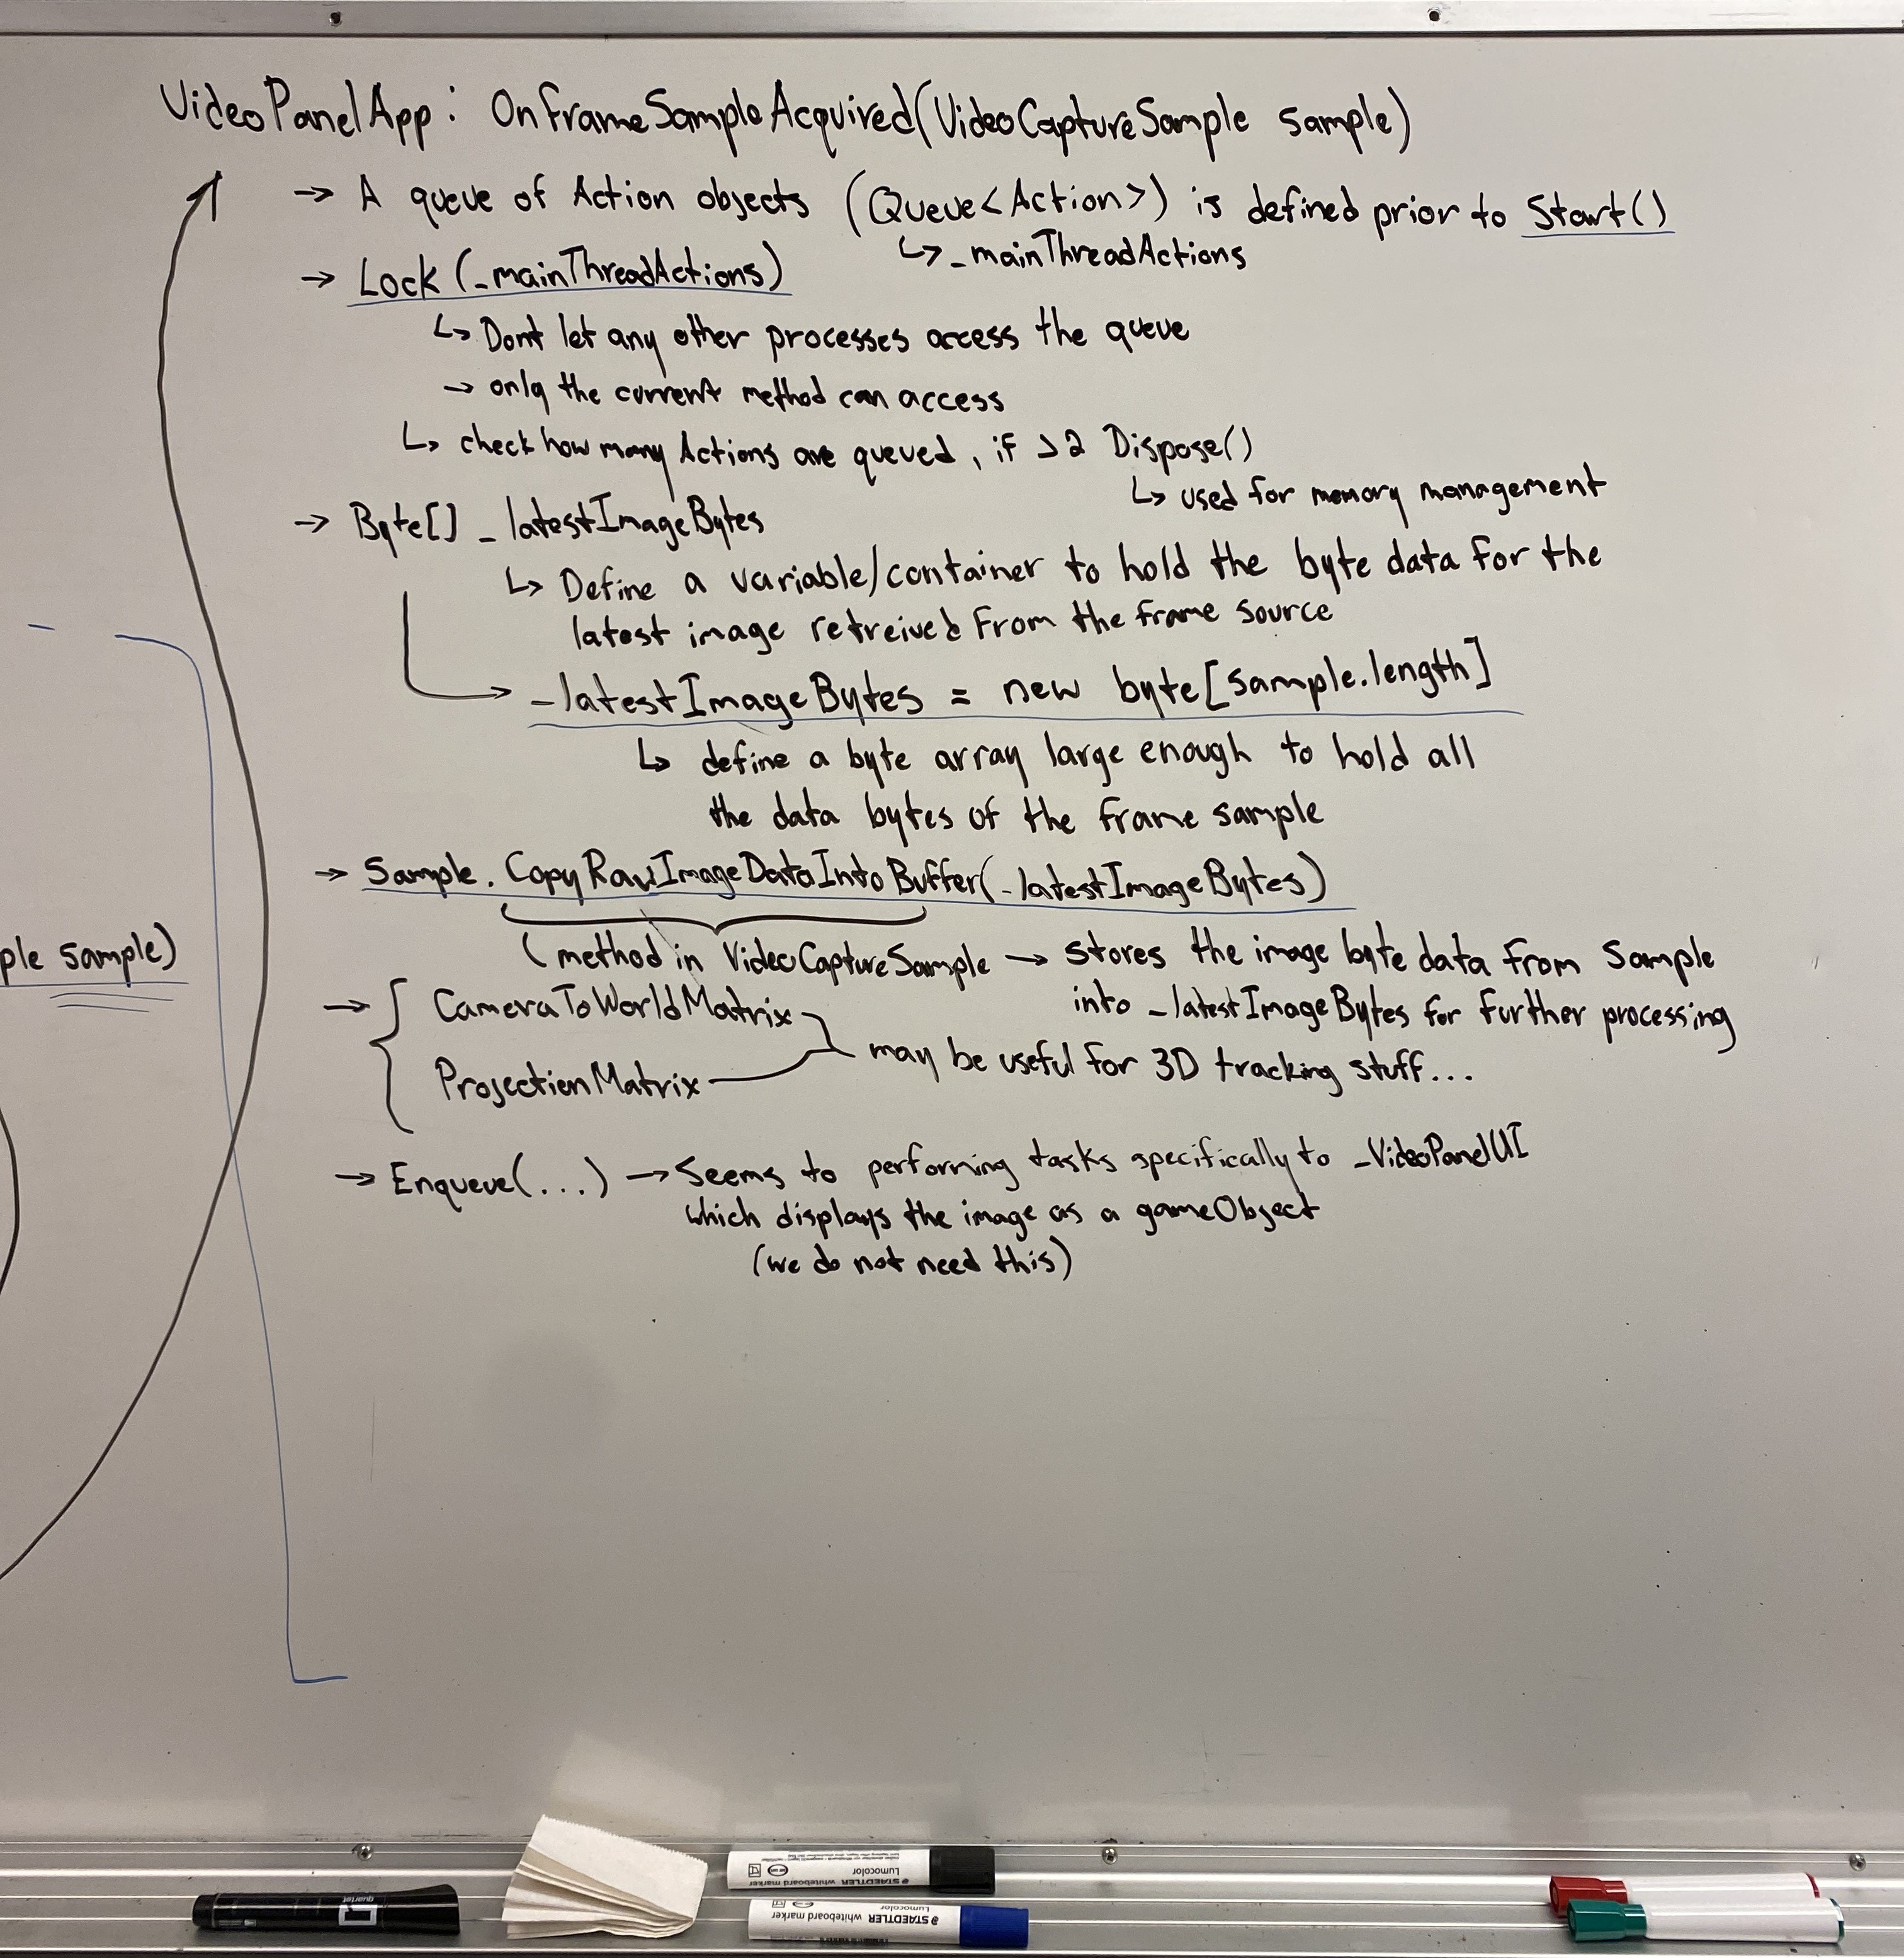 VideoPanelApp: OnFrameSampleAcquired(VideoCaptureSample sample)
→ A queue of Action objects (Queue<Action>) is defined prior to Start()
↳ _mainThreadActions
→ Lock (_mainThreadActions)
↳ Dont let any other processes access the queue
→ only the current method can access
↳ check how many Actions are queued, if >2 Dispose()
↳ used for memory management
→ Byte[] _latestImageBytes
↳ Define a variable/container to hold the byte data for the
latest image retreived from the frame source
→ _latestImageBytes = new byte[sample.length]
↳ define a byte array large enough to hold all
the data bytes of the frame sample
→ Sample.CopyRawImageDataIntoBuffer(_latestImageBytes)
(method in VideoCaptureSample → stores the image byte data from sample
into _latestImageBytes for further processing
ple sample)
→ { CameraToWorldMatrix
ProjectionMatrix
may be useful for 3D tracking stuff...
→ Enqueue(...) → Seems to performing tasks specifically to _VideoPanelUI
which displays the image as a gameObject
(we do not need this)
quartet
Lumocolor
STAEDTLER whiteboard marker
Lumocolor
STAEDTLER whiteboard marker